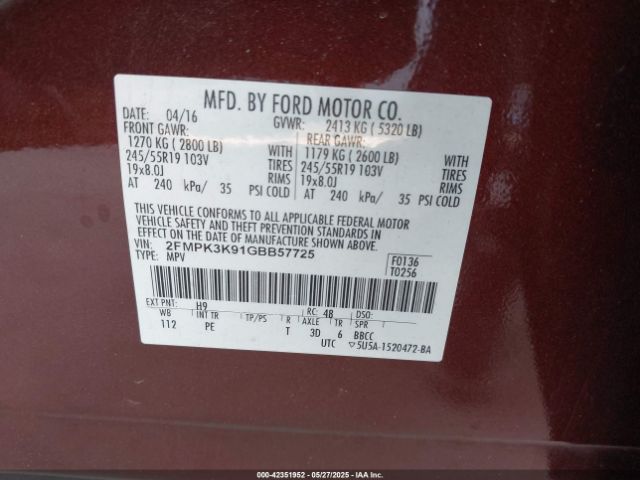 MFD. BY FORD MOTOR CO.
DATE: 04/16 GVWR: 2413 KG ( 5320 LB)
FRONT GAWR: REAR GAWR:
1270 KG ( 2800 LB) WITH 1179 KG ( 2600 LB) WITH
245/55R19 103V TIRES 245/55R19 103V TIRES
19x8.0J RIMS 19x8.0J RIMS
AT 240 kPa/ 35 PSI COLD AT 240 kPa/ 35 PSI COLD
THIS VEHICLE CONFORMS TO ALL APPLICABLE FEDERAL MOTOR
VEHICLE SAFETY AND THEFT PREVENTION STANDARDS IN
EFFECT ON THE DATE OF MANUFACTURE SHOWN ABOVE.
VIN: 2FMPK3K91GBB57725 F0136
TYPE: MPV T0256
EXT PNT: H9 RC: 48 DSO:
WB INT TR TP/PS R AXLE TR SPR
112 PE T 3D 6 BBCC
UTC ▽5U5A-1520472-BA
000-42351952 | 05/27/2025 | IAA Inc.